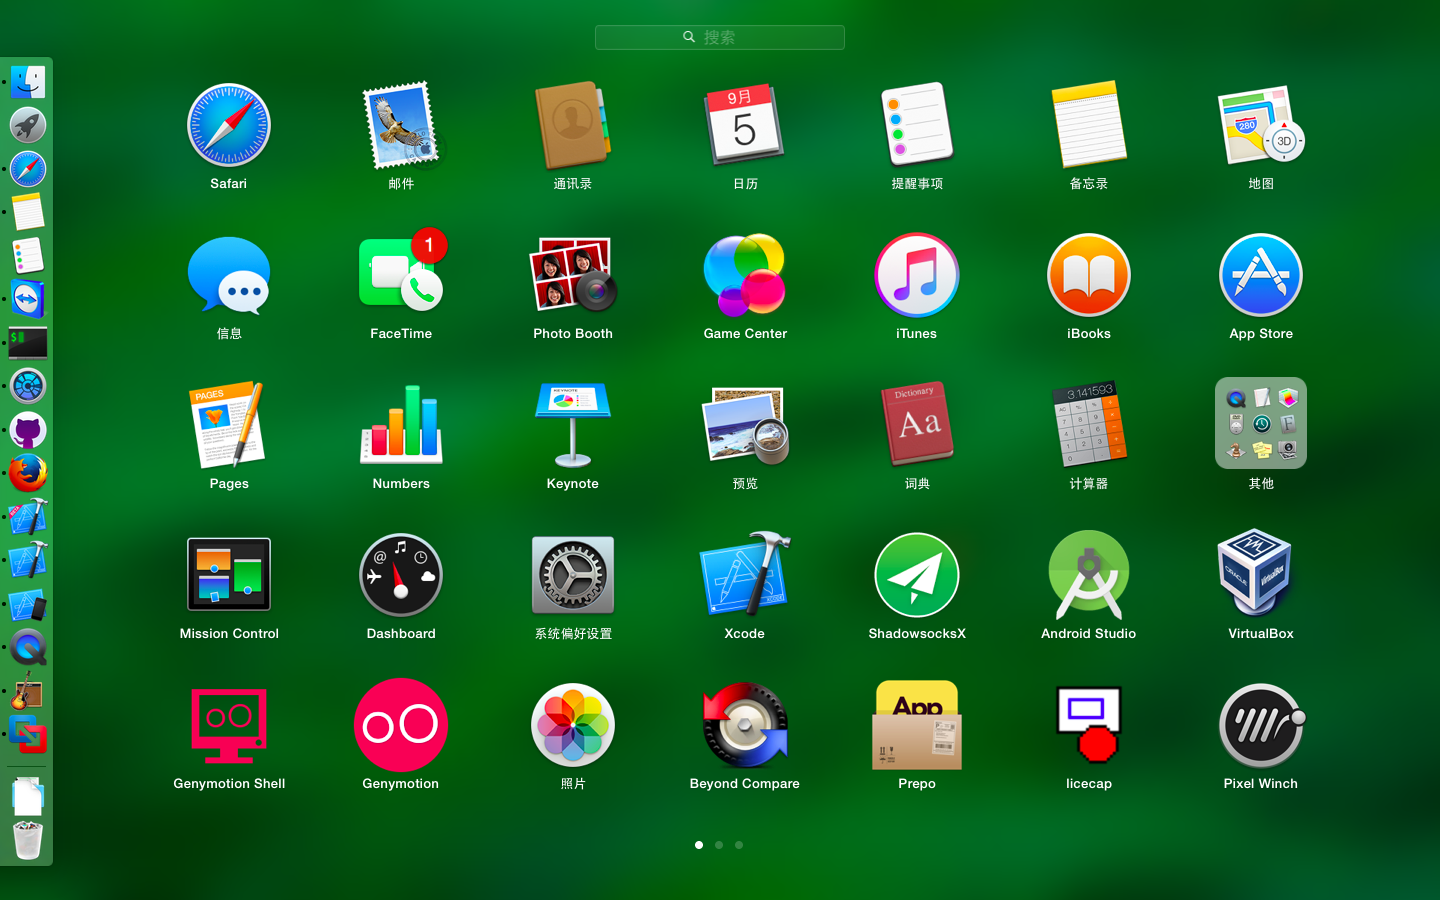 搜索
Safari
邮件
通讯录
9月
5
日历
提醒事项
备忘录
280
3D
地图
信息
1
FaceTime
Photo Booth
Game Center
iTunes
iBooks
App Store
PAGES
Pages
Numbers
KEYNOTE
Keynote
预览
Dictionary
Aa
词典
3.141593
计算器
其他
Mission Control
Dashboard
系统偏好设置
Xcode
ShadowsocksX
Android Studio
ORACLE
VirtualBox
VirtualBox
Genymotion Shell
Genymotion
照片
Beyond Compare
App
Prepo
licecap
Pixel Winch